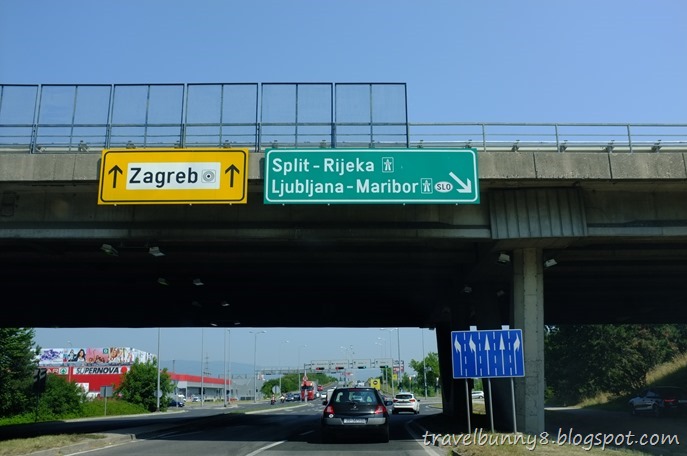 Zagreb
Split-Rijeka
Ljubljana-Maribor SLO
SUPERNOVA
travelbunny8.blogspot.com